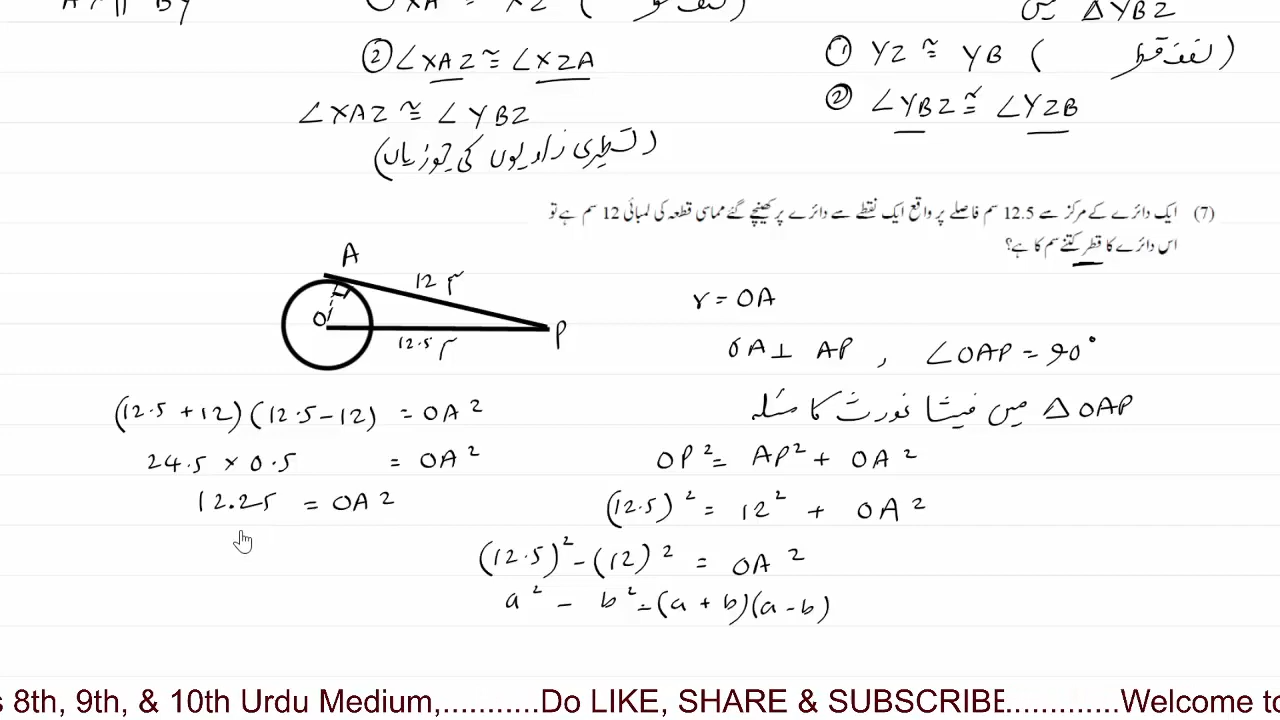 ② ∠XAZ ≅ ∠XZA
∠XAZ ≅ ∠YBZ
میں △YBZ
① YZ ≅ YB (نصف قطر)
② ∠YBZ ≅ ∠YZB
(7) ایک دائرے کے مرکز سے 12.5 سم فاصلے پر واقع ایک نقطے سے دائرے پر کھینچے گئے مماسی قطعہ کی لمبائی 12 سم ہے تو
اس دائرے کا قطر کتنے سم کا ہے؟
A
12 سم
O
12.5 سم
P
r = OA
OA ⊥ AP , ∠OAP = 90°
△OAP میں فیثا غورث کا مسئلہ
OP² = AP² + OA²
(12.5)² = 12² + OA²
(12.5)² - (12)² = OA²
a² - b² = (a + b)(a - b)
(12.5 + 12)(12.5 - 12) = OA²
24.5 × 0.5 = OA²
12.25 = OA²
s 8th, 9th, & 10th Urdu Medium,...........Do LIKE, SHARE & SUBSCRIBE..............Welcome to